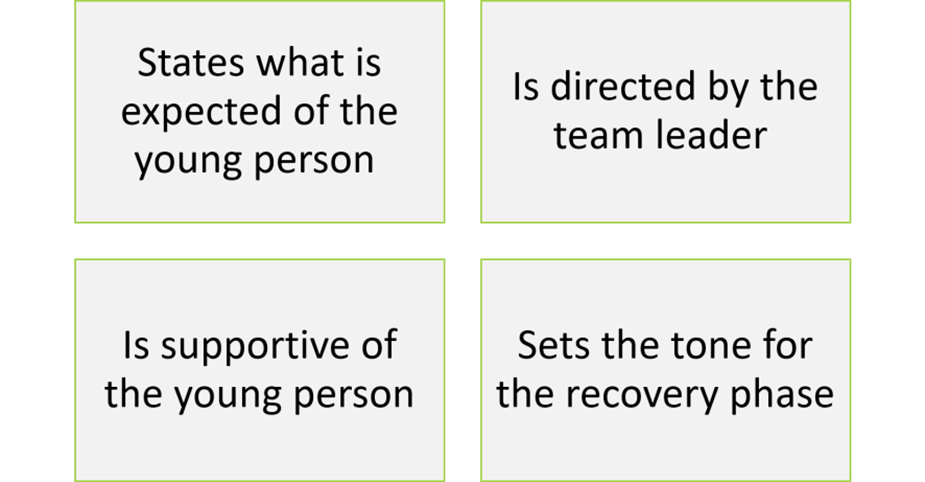 States what is
expected of the
young person
Is directed by the
team leader
Is supportive of
the young person
Sets the tone for
the recovery phase